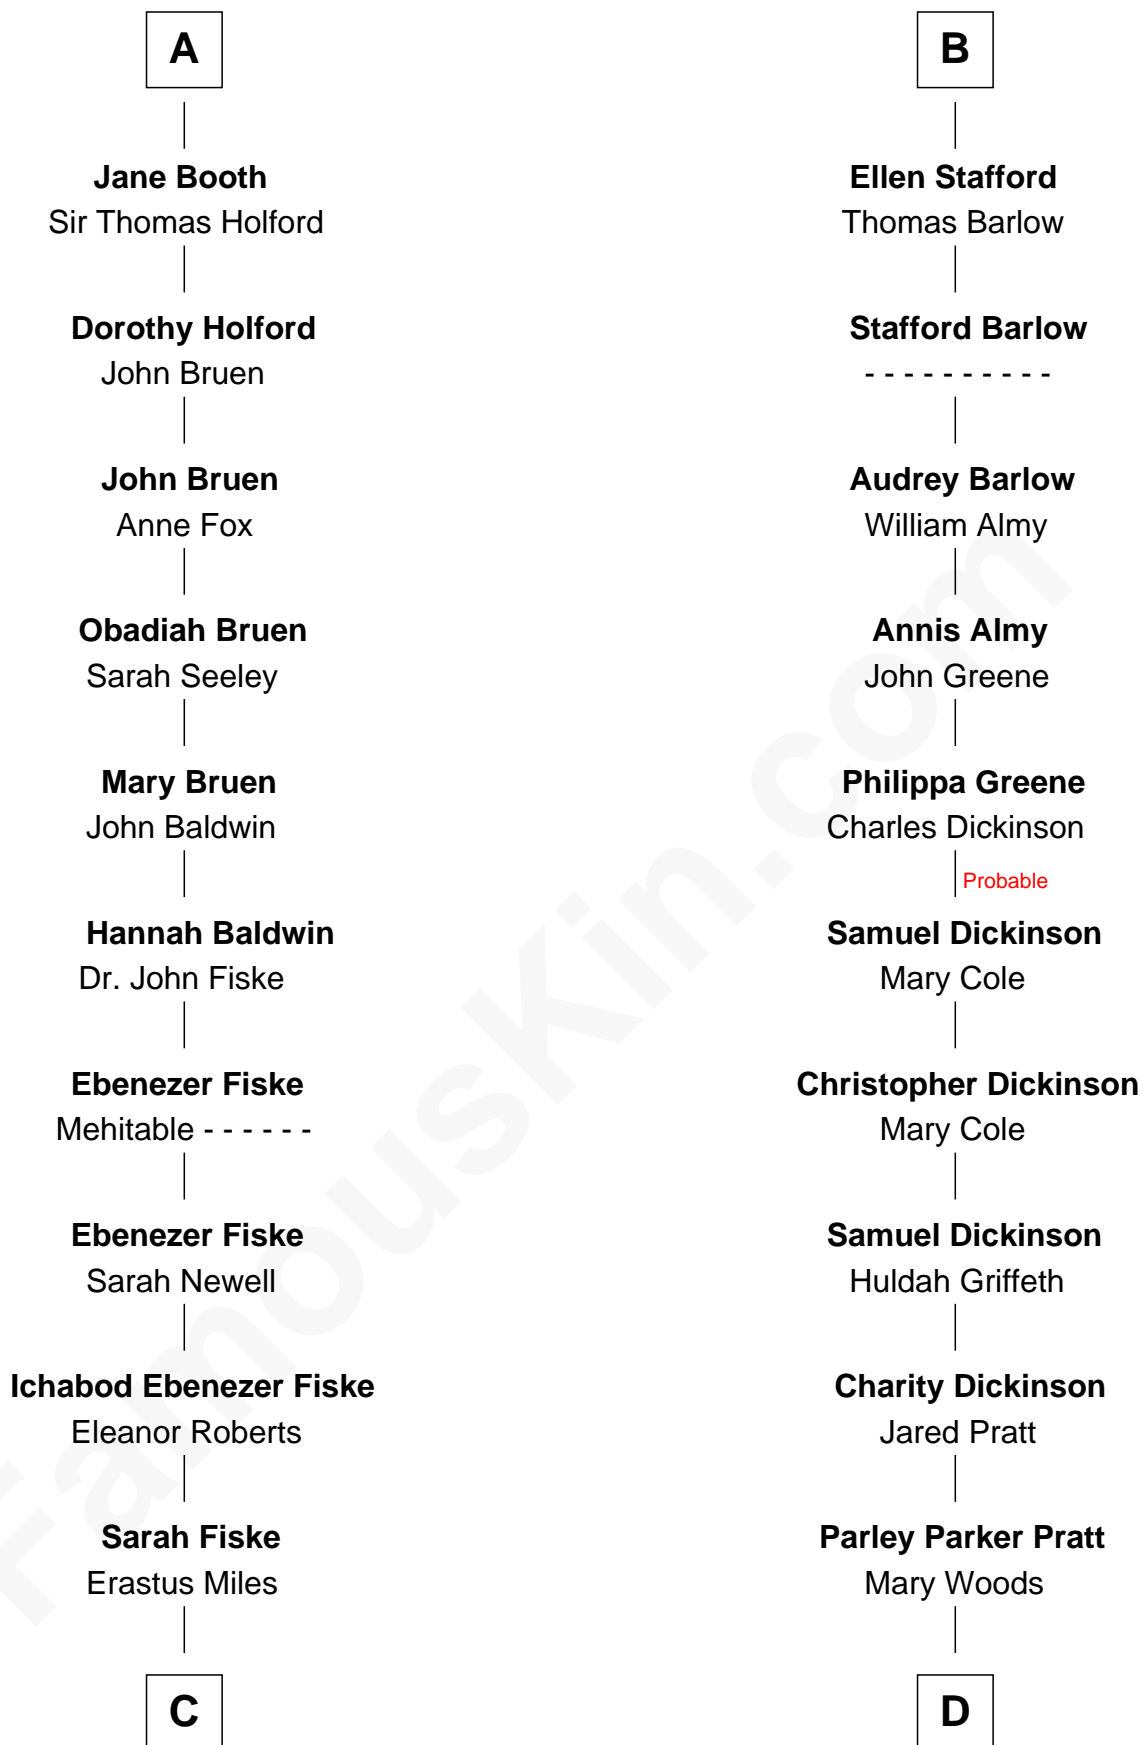 A
Jane Booth
Sir Thomas Holford
Dorothy Holford
John Bruen
John Bruen
Anne Fox
Obadiah Bruen
Sarah Seeley
Mary Bruen
John Baldwin
Hannah Baldwin
Dr. John Fiske
Ebenezer Fiske
Mehitable - - - - - -
Ebenezer Fiske
Sarah Newell
Ichabod Ebenezer Fiske
Eleanor Roberts
Sarah Fiske
Erastus Miles
C
B
Ellen Stafford
Thomas Barlow
Stafford Barlow
- - - - - - - - - -
Audrey Barlow
William Almy
Annis Almy
John Greene
Philippa Greene
Charles Dickinson
Probable
Samuel Dickinson
Mary Cole
Christopher Dickinson
Mary Cole
Samuel Dickinson
Huldah Griffeth
Charity Dickinson
Jared Pratt
Parley Parker Pratt
Mary Woods
D
FamousKin.com